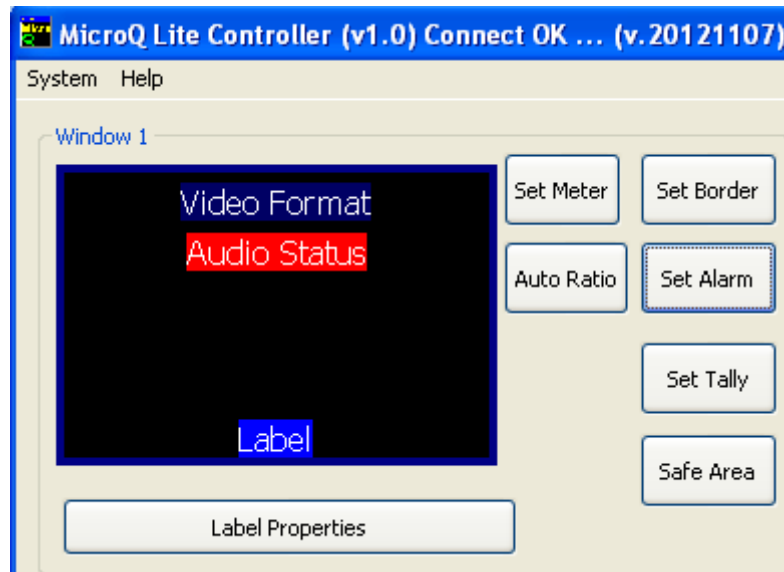 MicroQ Lite Controller (v1.0) Connect OK ... (v.20121107)
System Help
Window 1
Video Format
Audio Status
Label
Set Meter
Set Border
Auto Ratio
Set Alarm
Set Tally
Safe Area
Label Properties